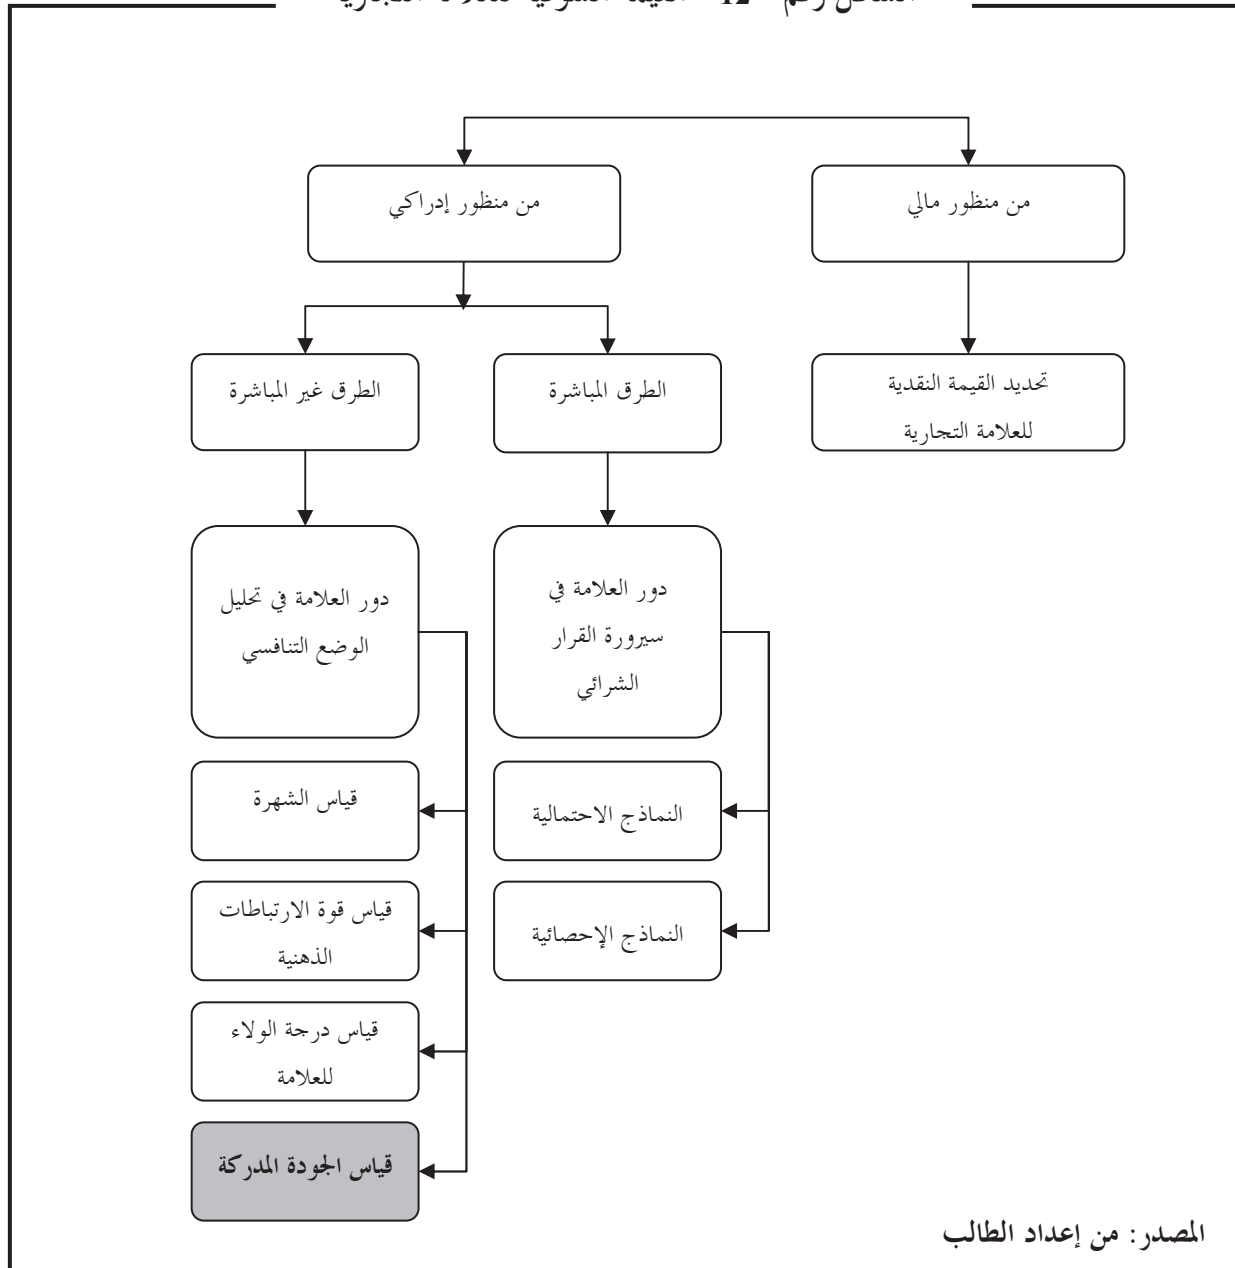 من منظور مالي
من منظور إدراكي
تحديد القيمة النقدية
للعلامة التجارية
الطرق المباشرة
الطرق غير المباشرة
دور العلامة في
سيرورة القرار
الشرائي
دور العلامة في تحليل
الوضع التنافسي
النماذج الاحتمالية
قياس الشهرة
النماذج الإحصائية
قياس قوة الارتباطات
الذهنية
قياس درجة الولاء
للعلامة
قياس الجودة المدركة
المصدر: من إعداد الطالب